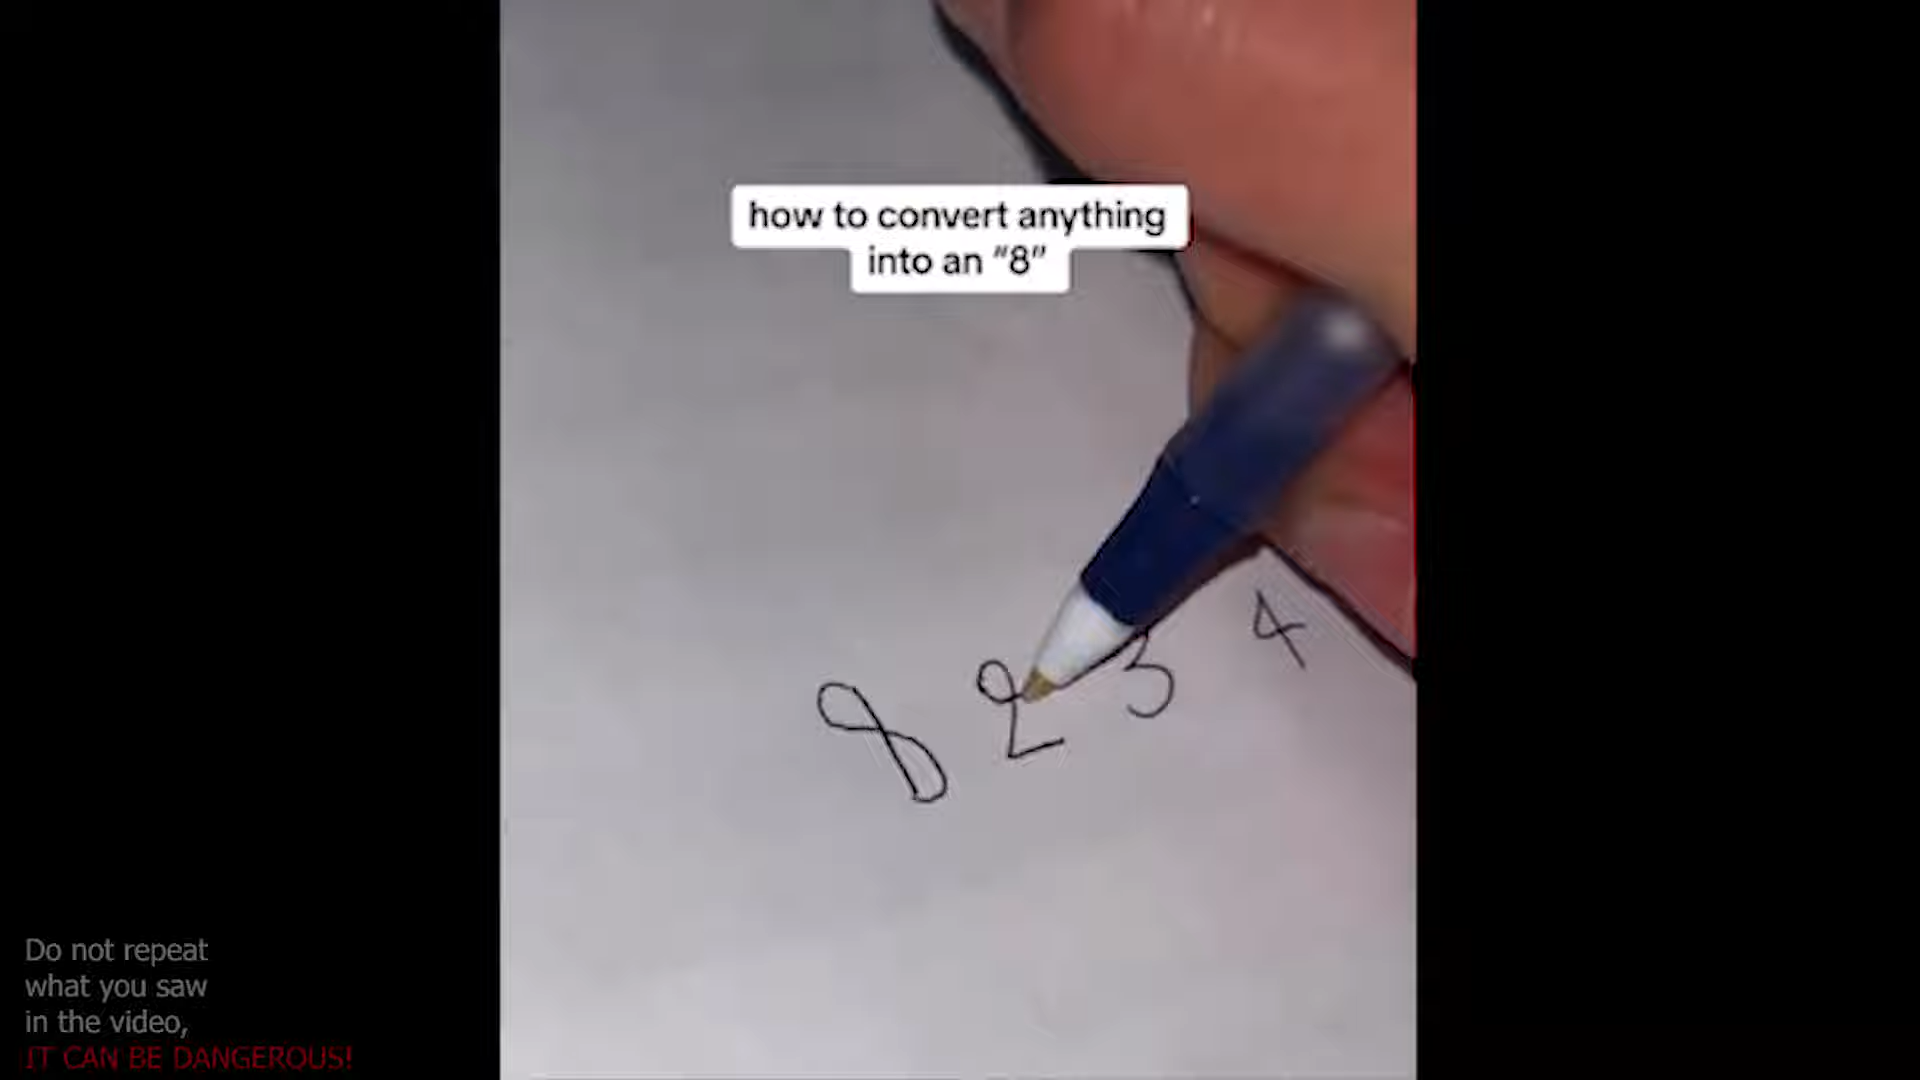 how to convert anything
into an “8”
8 2 3 4
Do not repeat
what you saw
in the video,
IT CAN BE DANGEROUS!